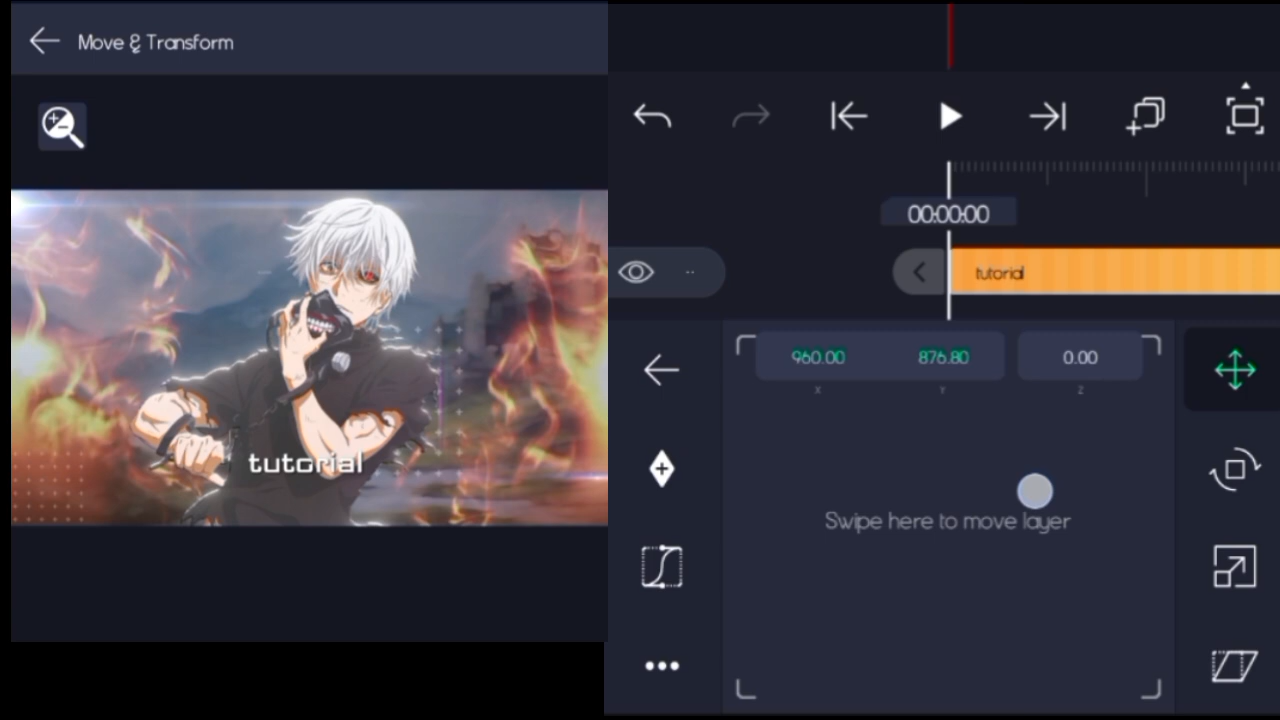 Move & Transform
tutorial
00:00:00
tutorial
960.00 876.80 0.00
X Y Z
Swipe here to move layer